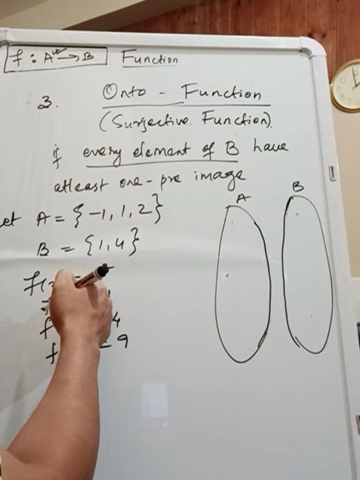 f : A → B Function
3. Onto - Function
(Surjective Function)
if every element of B have
atleast one - pre image
A B
et A = {-1, 1, 2}
B = {1, 4}
f(
f 4
f = 9